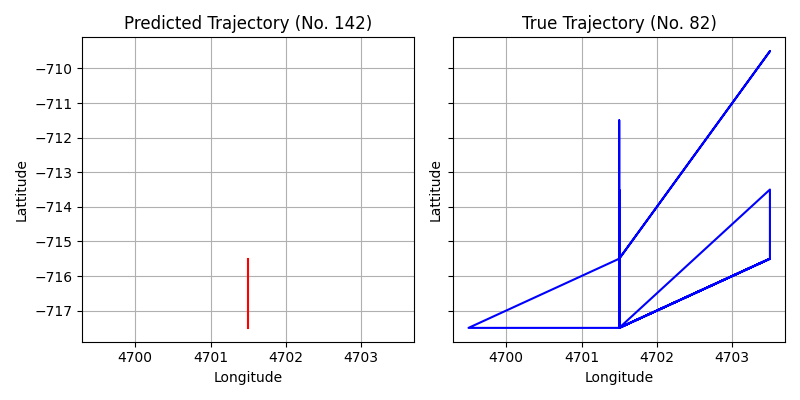 Predicted Trajectory (No. 142)
True Trajectory (No. 82)
−710
−711
−712
−713
−714
−715
−716
−717
Lattitude
Lattitude
4700 4701 4702 4703
4700 4701 4702 4703
Longitude
Longitude